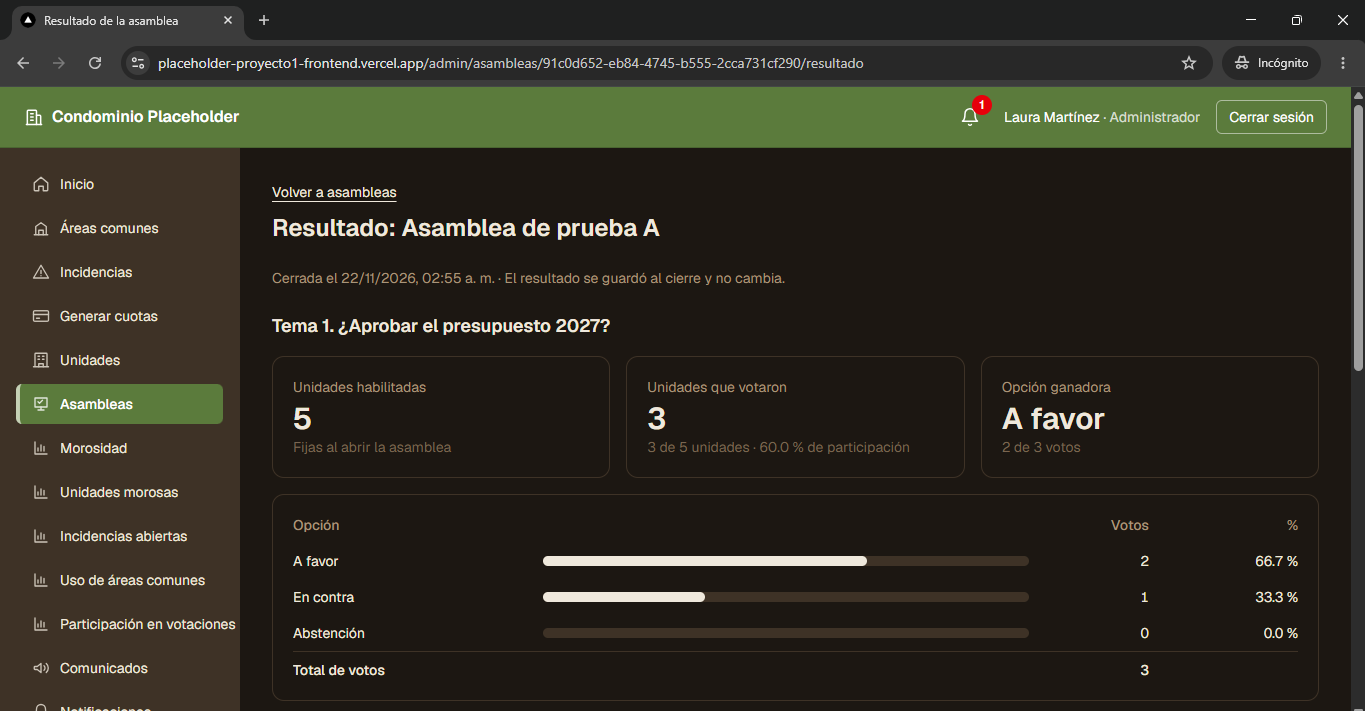 Resultado de la asamblea
placeholder-proyecto1-frontend.vercel.app/admin/asambleas/91c0d652-eb84-4745-b555-2cca731cf290/resultado
Incógnito
Condominio Placeholder
1
Laura Martínez · Administrador
Cerrar sesión
Inicio
Áreas comunes
Incidencias
Generar cuotas
Unidades
Asambleas
Morosidad
Unidades morosas
Incidencias abiertas
Uso de áreas comunes
Participación en votaciones
Comunicados
Notificaciones
Volver a asambleas
Resultado: Asamblea de prueba A
Cerrada el 22/11/2026, 02:55 a. m. · El resultado se guardó al cierre y no cambia.
Tema 1. ¿Aprobar el presupuesto 2027?
Unidades habilitadas
5
Fijas al abrir la asamblea
Unidades que votaron
3
3 de 5 unidades · 60.0 % de participación
Opción ganadora
A favor
2 de 3 votos
Opción Votos %
A favor 2 66.7 %
En contra 1 33.3 %
Abstención 0 0.0 %
Total de votos 3